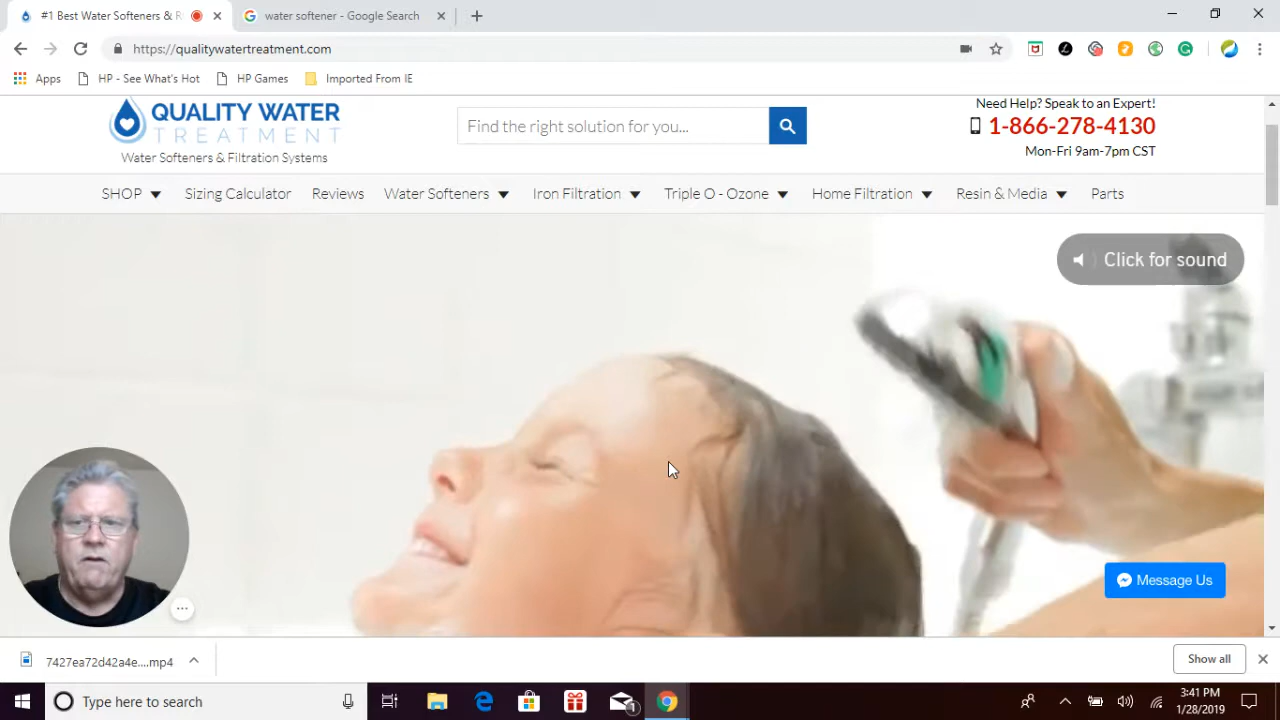 #1 Best Water Softeners & R
water softener - Google Search
https://qualitywatertreatment.com
Apps
HP - See What's Hot
HP Games
Imported From IE
QUALITY WATER
TREATMENT
Water Softeners & Filtration Systems
Find the right solution for you...
Need Help? Speak to an Expert!
1-866-278-4130
Mon-Fri 9am-7pm CST
SHOP
Sizing Calculator
Reviews
Water Softeners
Iron Filtration
Triple O - Ozone
Home Filtration
Resin & Media
Parts
Click for sound
Message Us
7427ea72d42a4e....mp4
Show all
Type here to search
1
3:41 PM
1/28/2019